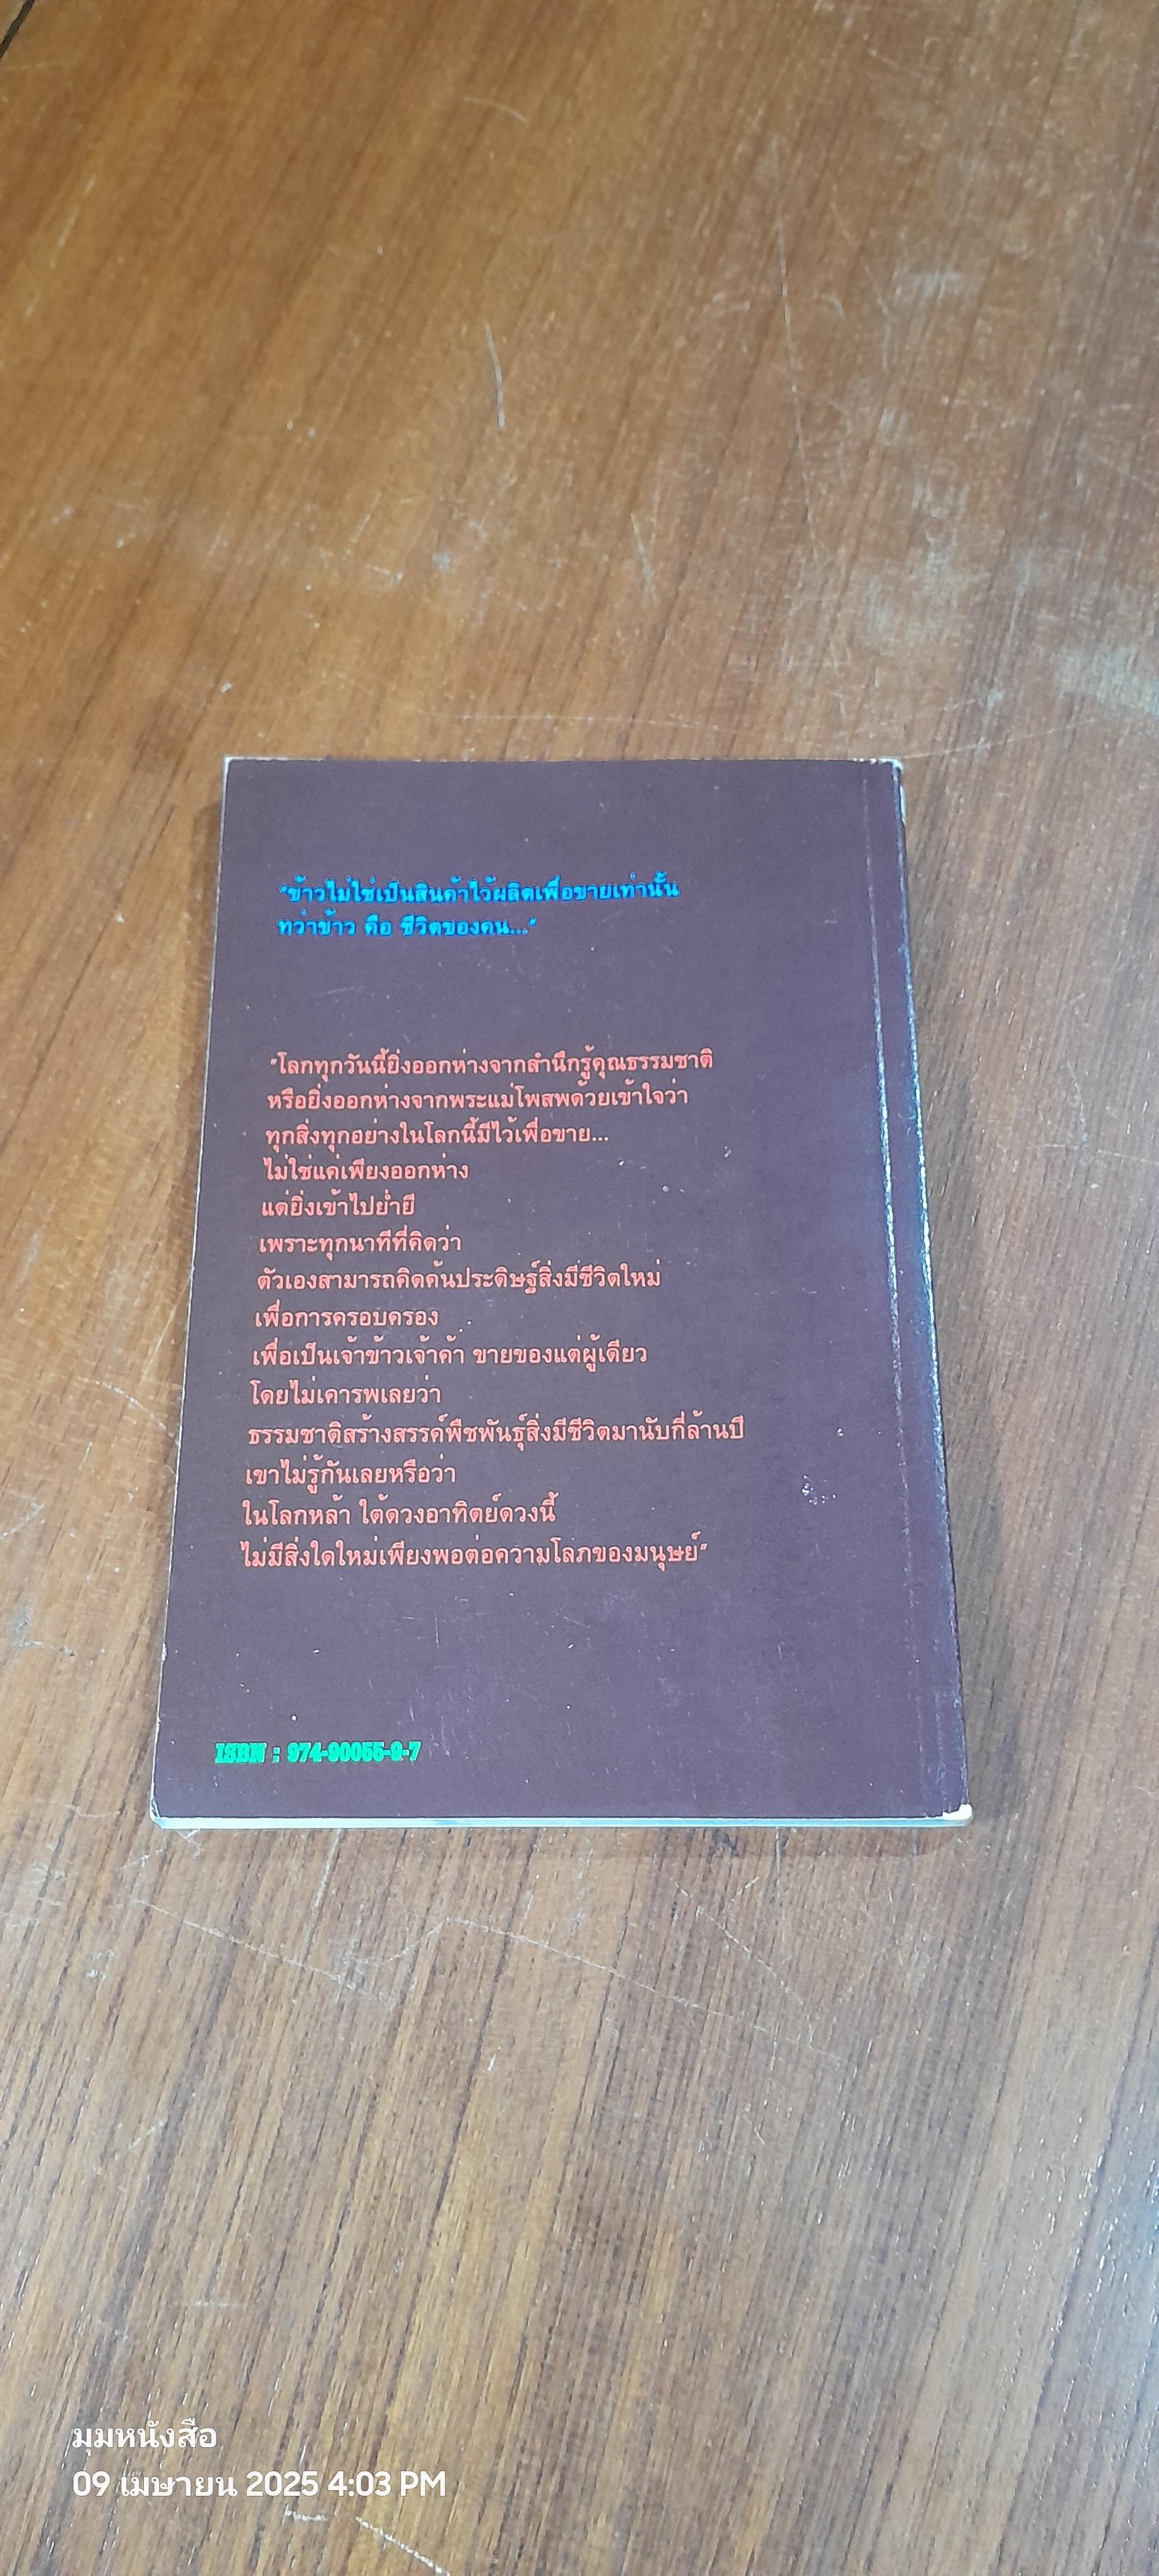 "ข้าวไม่ใช่เป็นสินค้าไว้ผลิตเพื่อขายเท่านั้น
ทว่าข้าว คือ ชีวิตของคน..."
"โลกทุกวันนี้ยิ่งออกห่างจากสำนึกรู้คุณธรรมชาติ
หรือยิ่งออกห่างจากพระแม่โพสพด้วยเข้าใจว่า
ทุกสิ่งทุกอย่างในโลกนี้มีไว้เพื่อขาย...
ไม่ใช่แค่เพียงออกห่าง
แต่ยิ่งเข้าไปย่ำยี
เพราะทุกนาทีที่คิดว่า
ตัวเองสามารถคิดค้นประดิษฐ์สิ่งมีชีวิตใหม่
เพื่อการครอบครอง
เพื่อเป็นเจ้าข้าวเจ้าค้า ขายของแต่ผู้เดียว
โดยไม่เคารพเลยว่า
ธรรมชาติสร้างสรรค์พืชพันธุ์สิ่งมีชีวิตมานับกี่ล้านปี
เขาไม่รู้กันเลยหรือว่า
ในโลกหล้า ใต้ดวงอาทิตย์ดวงนี้
ไม่มีสิ่งใดใหม่เพียงพอต่อความโลภของมนุษย์"
ISBN : 974-90055-9-7
มุมหนังสือ
09 เมษายน 2025 4:03 PM